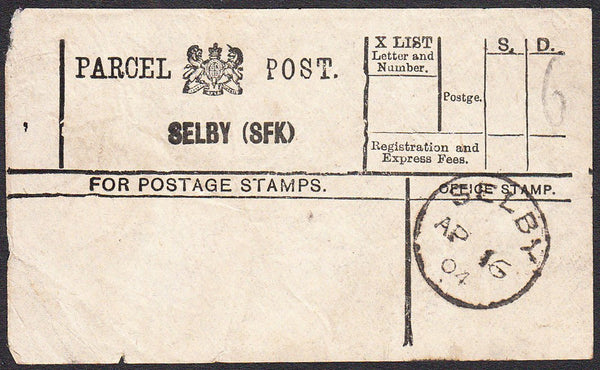 PARCEL POST.
SELBY (SFK)
X LIST
Letter and
Number.
S. D.
Postge.
6
Registration and
Express Fees.
FOR POSTAGE STAMPS.
OFFICE STAMP.
SELBY
AP 16
04